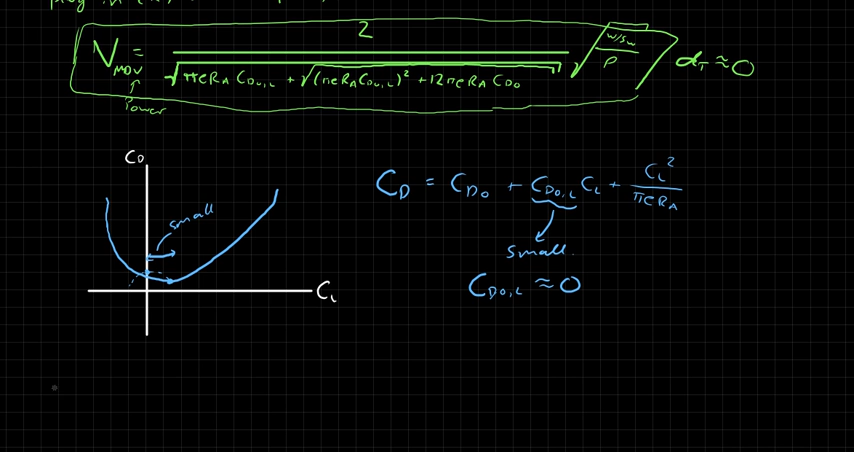 V_MDV = 2 / √(πeR_A C_D0,L + √((πeR_A C_D0,L)² + 12πeR_A C_D0)) √((W/S_w)/ρ) α_T ≈ 0
↑
Power
C_D
small
C_L
C_D = C_D0 + C_D0,L C_L + C_L²/(πeR_A)
small.
C_D0,L ≈ 0